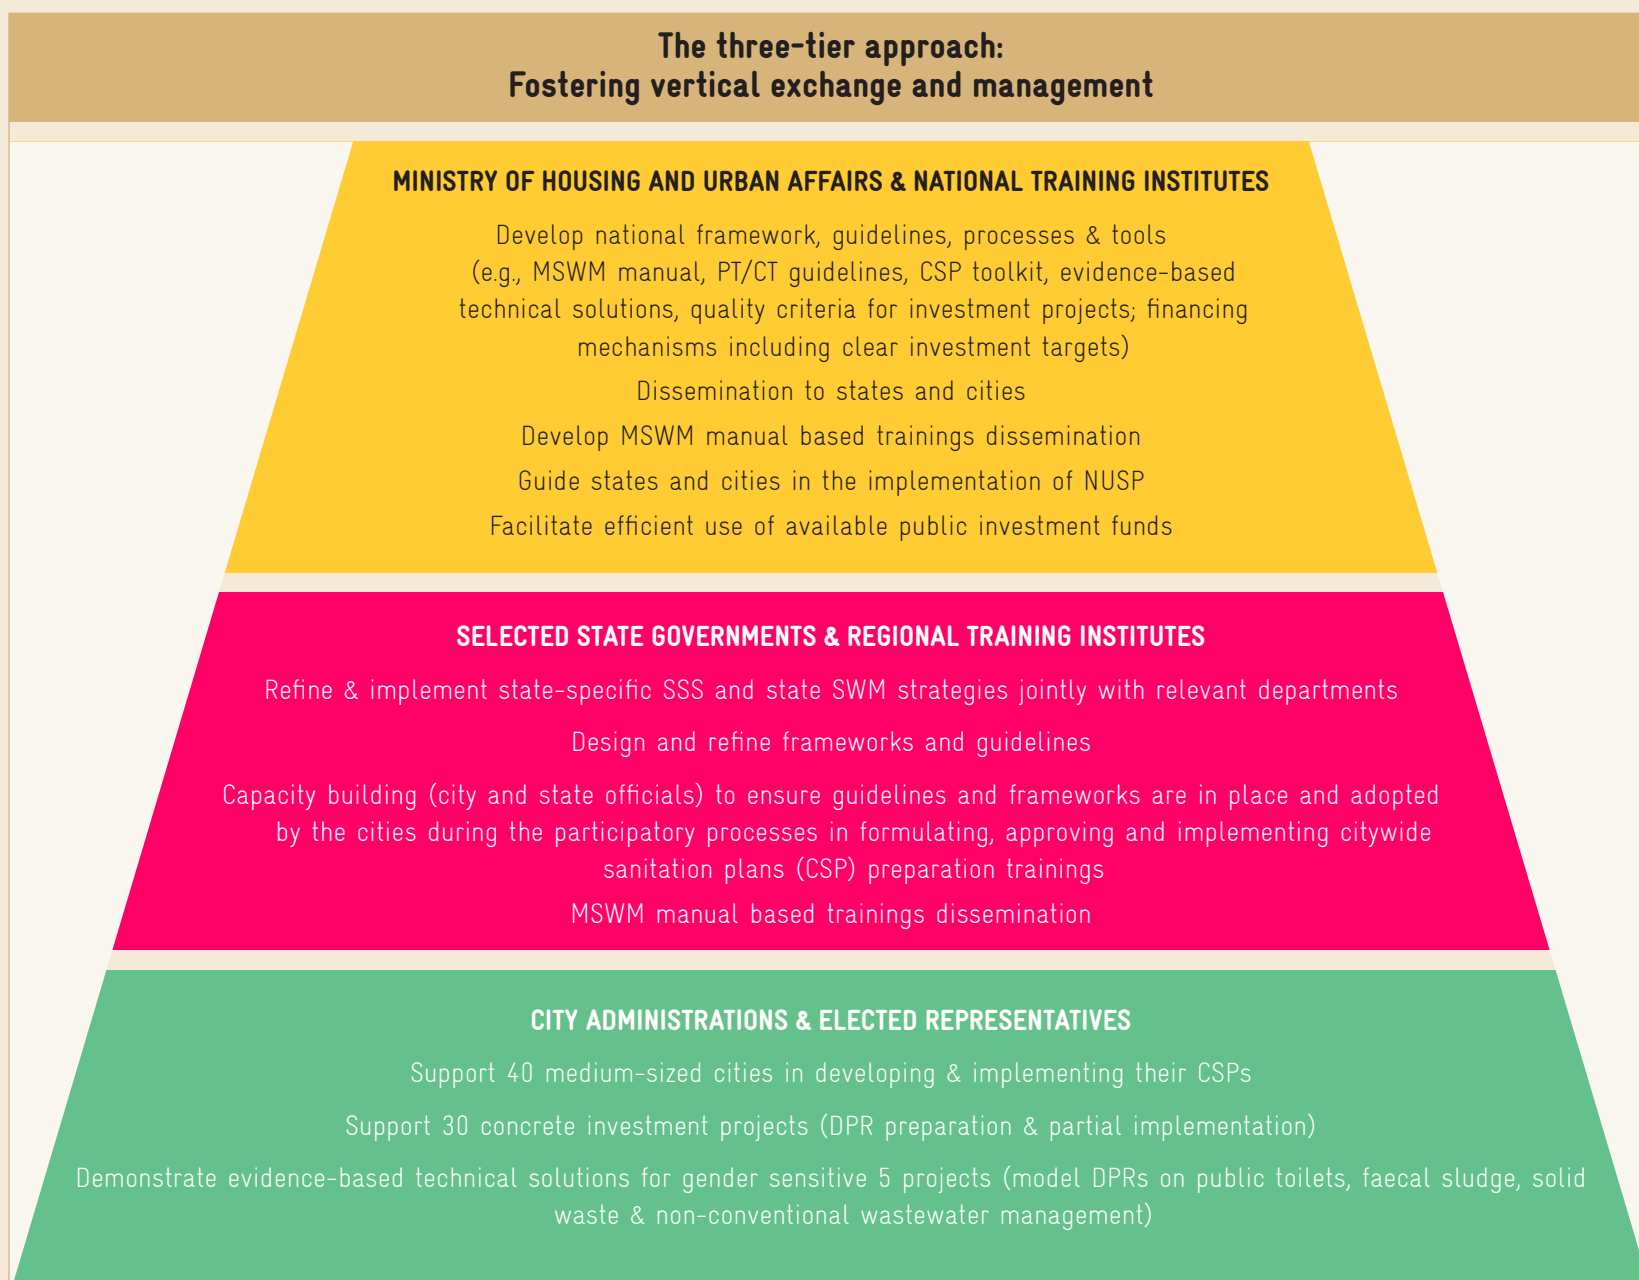 The three-tier approach:
Fostering vertical exchange and management
MINISTRY OF HOUSING AND URBAN AFFAIRS & NATIONAL TRAINING INSTITUTES
Develop national framework, guidelines, processes & tools
(e.g., MSWM manual, PT/CT guidelines, CSP toolkit, evidence-based
technical solutions, quality criteria for investment projects; financing
mechanisms including clear investment targets)
Dissemination to states and cities
Develop MSWM manual based trainings dissemination
Guide states and cities in the implementation of NUSP
Facilitate efficient use of available public investment funds
SELECTED STATE GOVERNMENTS & REGIONAL TRAINING INSTITUTES
Refine & implement state-specific SSS and state SWM strategies jointly with relevant departments
Design and refine frameworks and guidelines
Capacity building (city and state officials) to ensure guidelines and frameworks are in place and adopted
by the cities during the participatory processes in formulating, approving and implementing citywide
sanitation plans (CSP) preparation trainings
MSWM manual based trainings dissemination
CITY ADMINISTRATIONS & ELECTED REPRESENTATIVES
Support 40 medium-sized cities in developing & implementing their CSPs
Support 30 concrete investment projects (DPR preparation & partial implementation)
Demonstrate evidence-based technical solutions for gender sensitive 5 projects (model DPRs on public toilets, faecal sludge, solid
waste & non-conventional wastewater management)